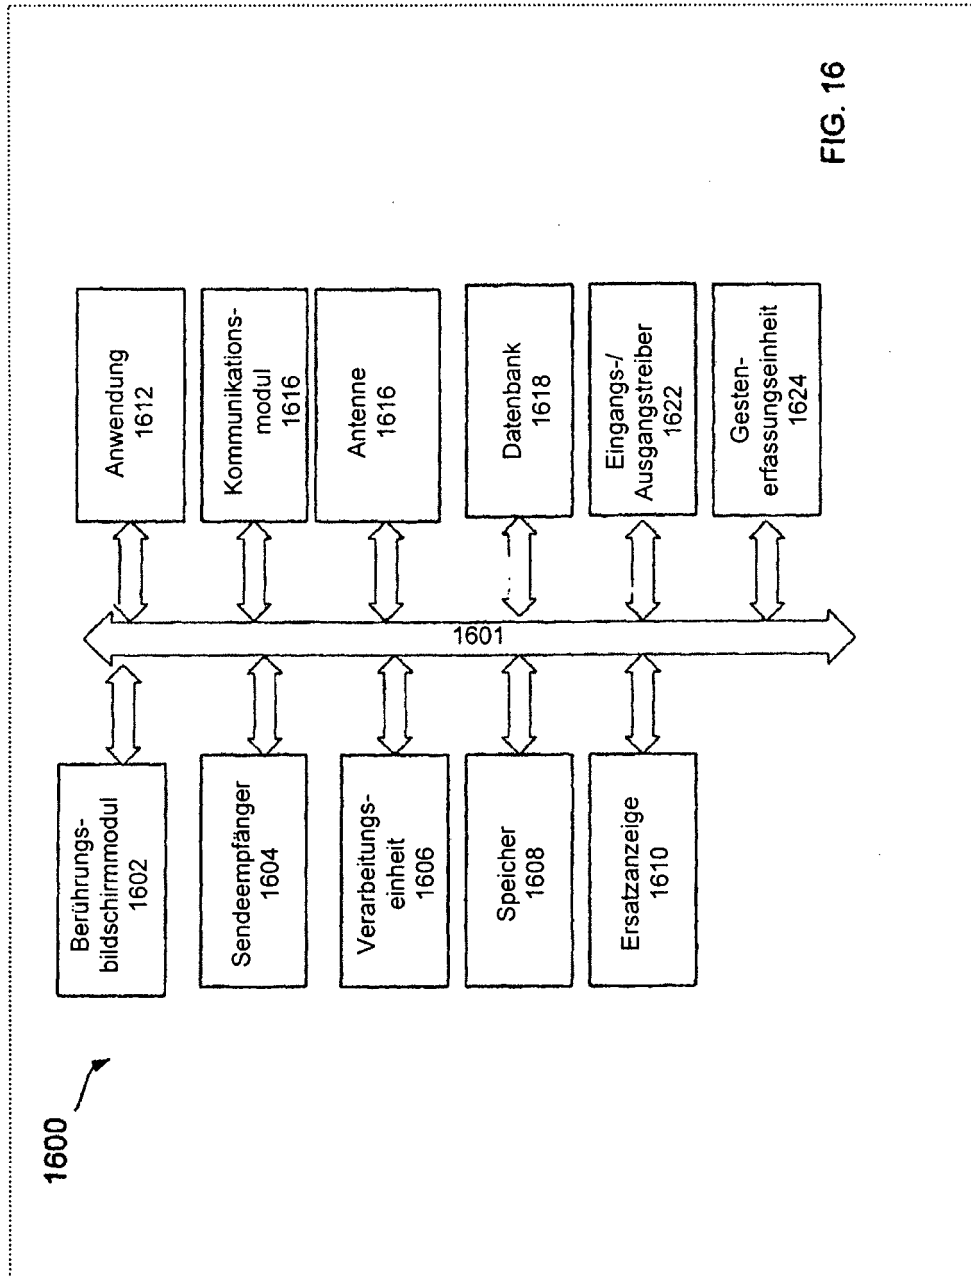 1600
Berührungs-
bildschirmmodul
1602
Sendeempfänger
1604
Verarbeitungs-
einheit
1606
Speicher
1608
Ersatzanzeige
1610
1601
Anwendung
1612
Kommunikations-
modul
1616
Antenne
1616
Datenbank
1618
Eingangs-/
Ausgangstreiber
1622
Gesten-
erfassungseinheit
1624
FIG. 16